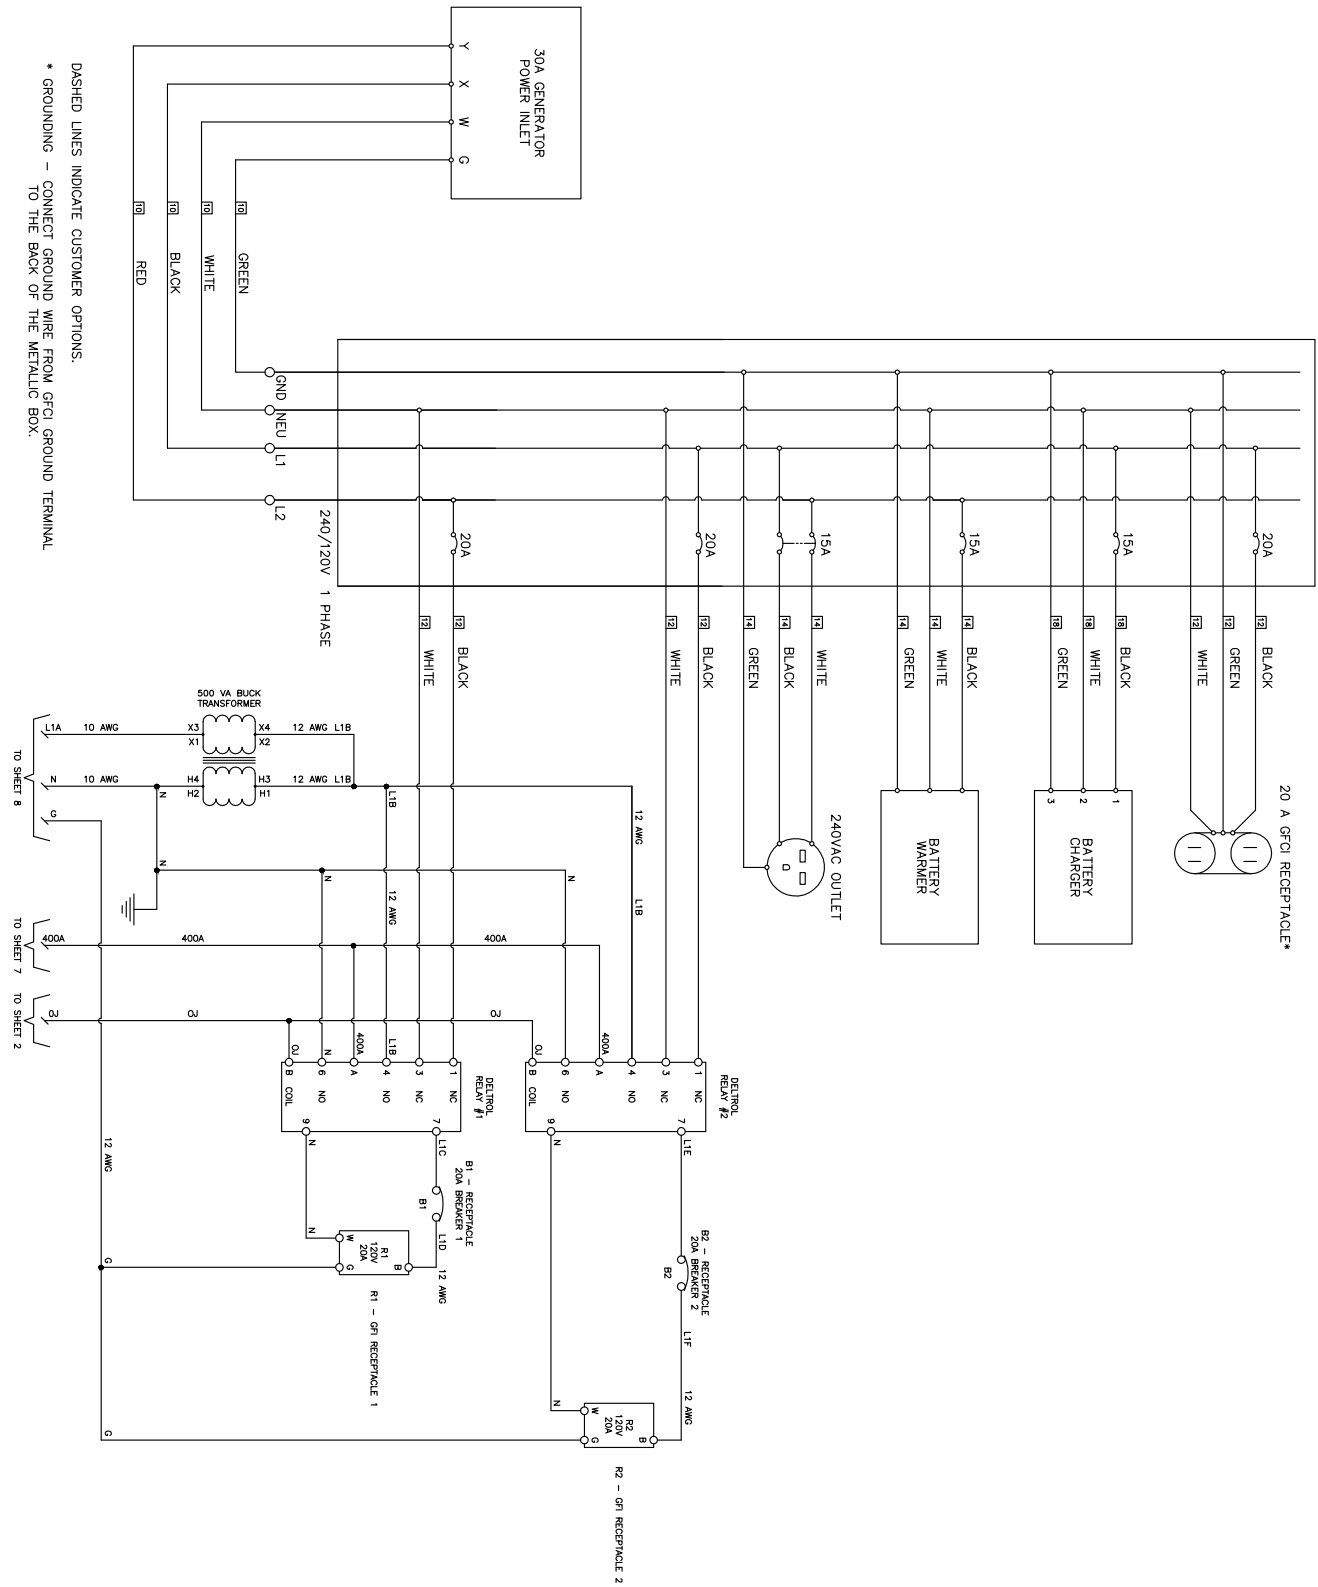 30A GENERATOR
POWER INLET
Y
X
W
G
10
10
10
10
RED
BLACK
WHITE
GREEN
DASHED LINES INDICATE CUSTOMER OPTIONS.
* GROUNDING – CONNECT GROUND WIRE FROM GFCI GROUND TERMINAL
TO THE BACK OF THE METALLIC BOX.
GND
NEU
L1
L2
240/120V 1 PHASE
20A
20A
15A
15A
15A
20A
12
WHITE
12
BLACK
12
WHITE
12
BLACK
14
GREEN
14
BLACK
14
WHITE
14
GREEN
14
WHITE
14
BLACK
18
GREEN
18
WHITE
18
BLACK
12
WHITE
12
GREEN
12
BLACK
20 A GFCI RECEPTACLE*
3
2
1
BATTERY
CHARGER
BATTERY
WARMER
240VAC OUTLET
500 VA BUCK
TRANSFORMER
L1A
10 AWG
X3
X1
X4
X2
12 AWG
L1B
N
10 AWG
H4
H2
H3
H1
12 AWG
L1B
TO SHEET 8
G
N
N
N
N
L1B
12 AWG
12 AWG
L1B
TO SHEET 7
400A
400A
400A
TO SHEET 2
OJ
OJ
OJ
OJ
N
400A
L1B
OJ
400A
B
COIL
6
NO
A
4
NO
3
NC
1
NC
9
7
DELTROL
RELAY #1
B
COIL
6
NO
A
4
NO
3
NC
1
NC
9
7
DELTROL
RELAY #2
N
L1C
B1
B1 – RECEPTACLE
20A BREAKER 1
L1D
12 AWG
N
W
G
B
R1
120V
20A
R1 – GFI RECEPTACLE 1
12 AWG
G
G
N
L1E
B2
B2 – RECEPTACLE
20A BREAKER 2
L1F
12 AWG
N
W
G
B
R2
120V
20A
R2 – GFI RECEPTACLE 2